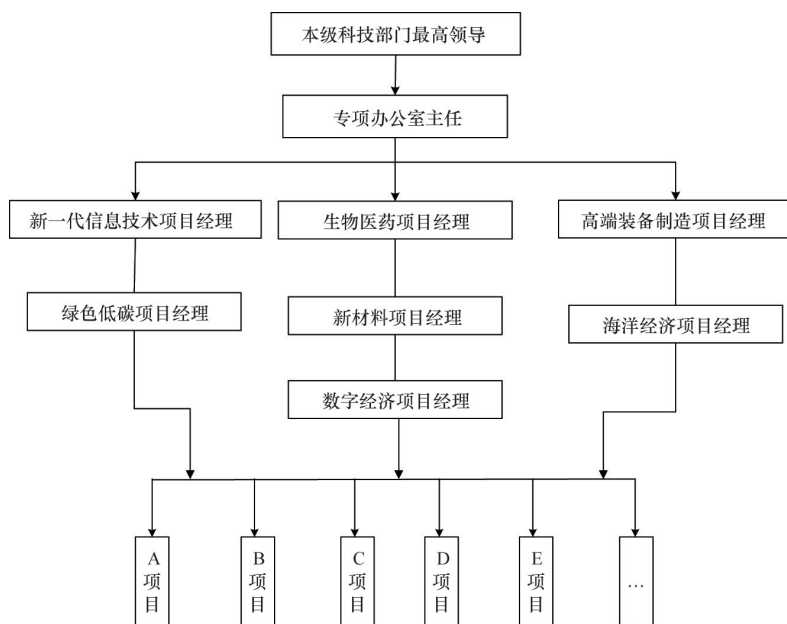 本级科技部门最高领导
专项办公室主任
新一代信息技术项目经理
生物医药项目经理
高端装备制造项目经理
绿色低碳项目经理
新材料项目经理
海洋经济项目经理
数字经济项目经理
A项目
B项目
C项目
D项目
E项目
…